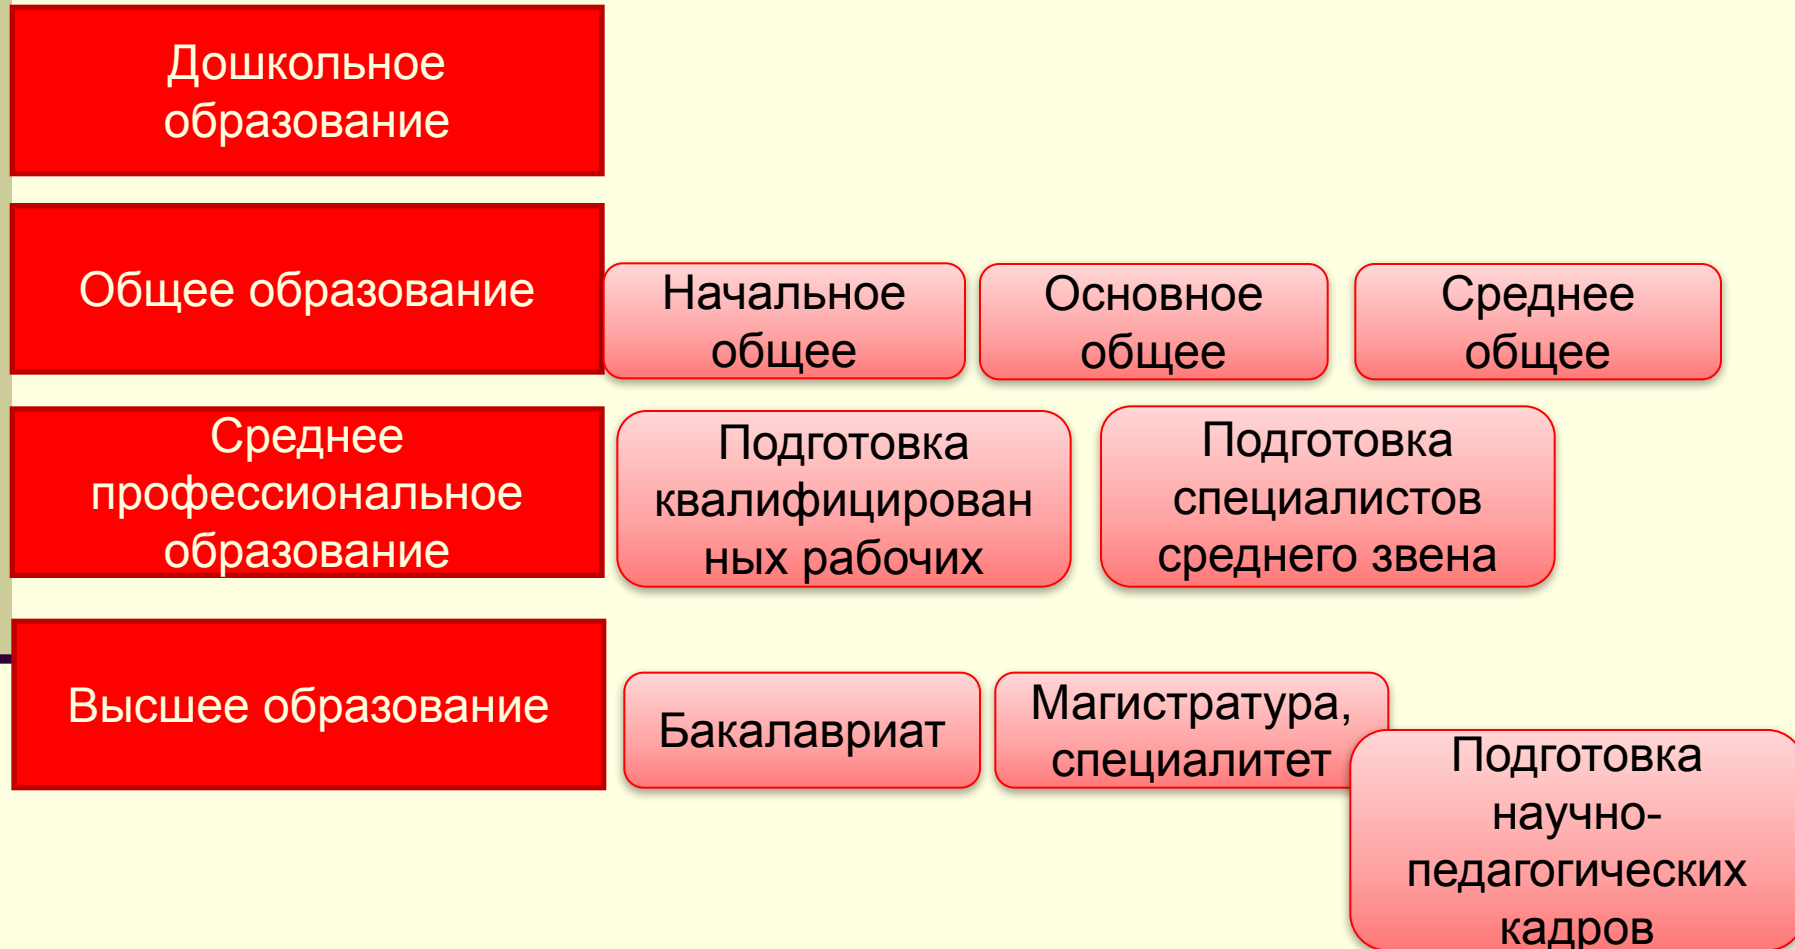 Дошкольное
образование
Общее образование
Начальное
общее
Основное
общее
Среднее
общее
Среднее
профессиональное
образование
Подготовка
квалифицирован
ных рабочих
Подготовка
специалистов
среднего звена
Высшее образование
Бакалавриат
Магистратура,
специалитет
Подготовка
научно-
педагогических
кадров